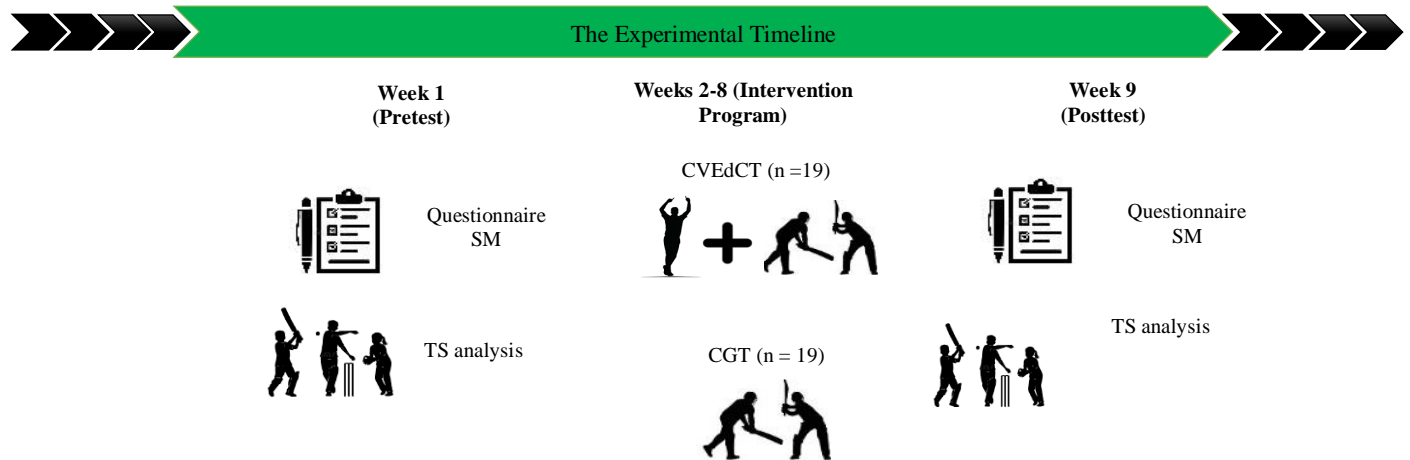 The Experimental Timeline
Week 1
(Pretest)
Weeks 2-8 (Intervention
Program)
Week 9
(Posttest)
CVEdCT (n =19)
Questionnaire
SM
Questionnaire
SM
TS analysis
TS analysis
CGT (n = 19)